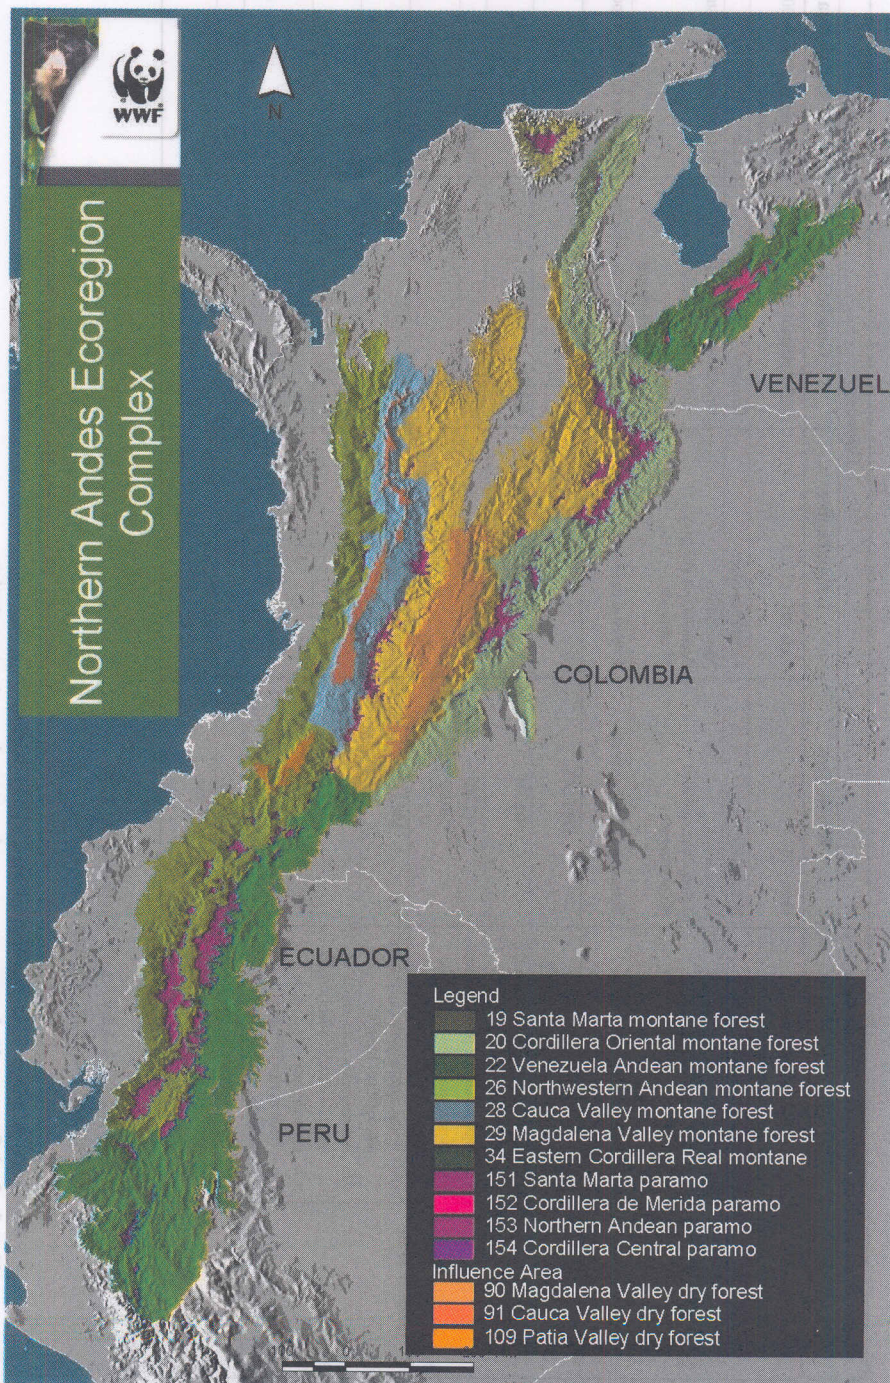 WWF
N
Northern Andes Ecoregion
Complex
VENEZUEL
COLOMBIA
ECUADOR
PERU
Legend
19 Santa Marta montane forest
20 Cordillera Oriental montane forest
22 Venezuela Andean montane forest
26 Northwestern Andean montane forest
28 Cauca Valley montane forest
29 Magdalena Valley montane forest
34 Eastern Cordillera Real montane
151 Santa Marta paramo
152 Cordillera de Merida paramo
153 Northern Andean paramo
154 Cordillera Central paramo
Influence Area
90 Magdalena Valley dry forest
91 Cauca Valley dry forest
109 Patia Valley dry forest